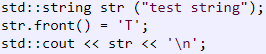 std::string str ("test string");
str.front() = 'T';
std::cout << str << '\n';